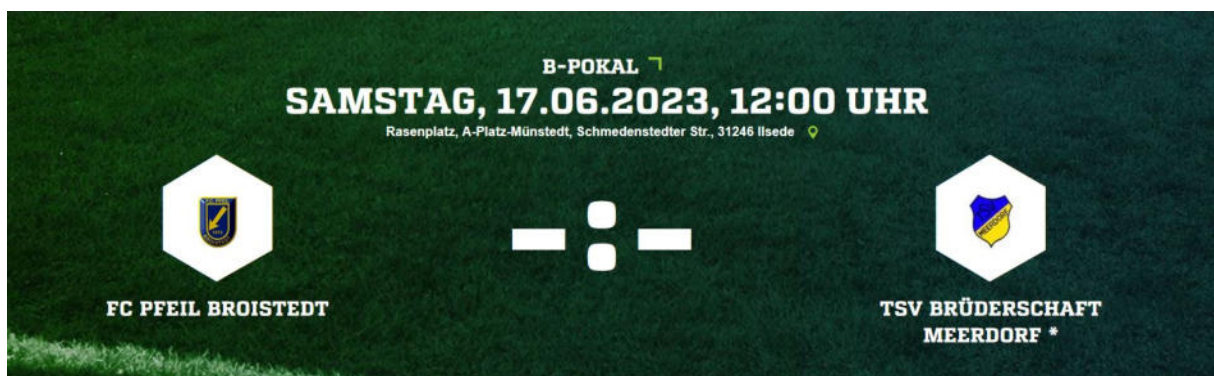 B-POKAL
SAMSTAG, 17.06.2023, 12:00 UHR
Rasenplatz, A-Platz-Münstedt, Schmedenstedter Str., 31246 Ilsede
- : -
FC PFEIL BROISTEDT
TSV BRÜDERSCHAFT
MEERDORF *
MEERDORF